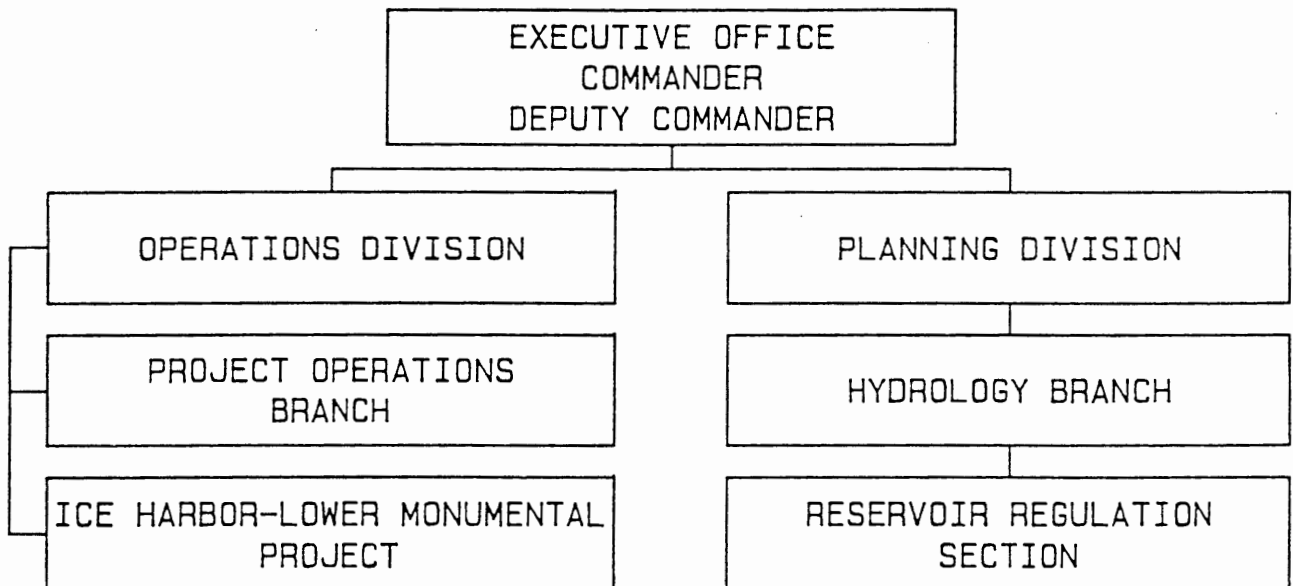 EXECUTIVE OFFICE
COMMANDER
DEPUTY COMMANDER
OPERATIONS DIVISION
PLANNING DIVISION
PROJECT OPERATIONS
BRANCH
HYDROLOGY BRANCH
ICE HARBOR-LOWER MONUMENTAL
PROJECT
RESERVOIR REGULATION
SECTION